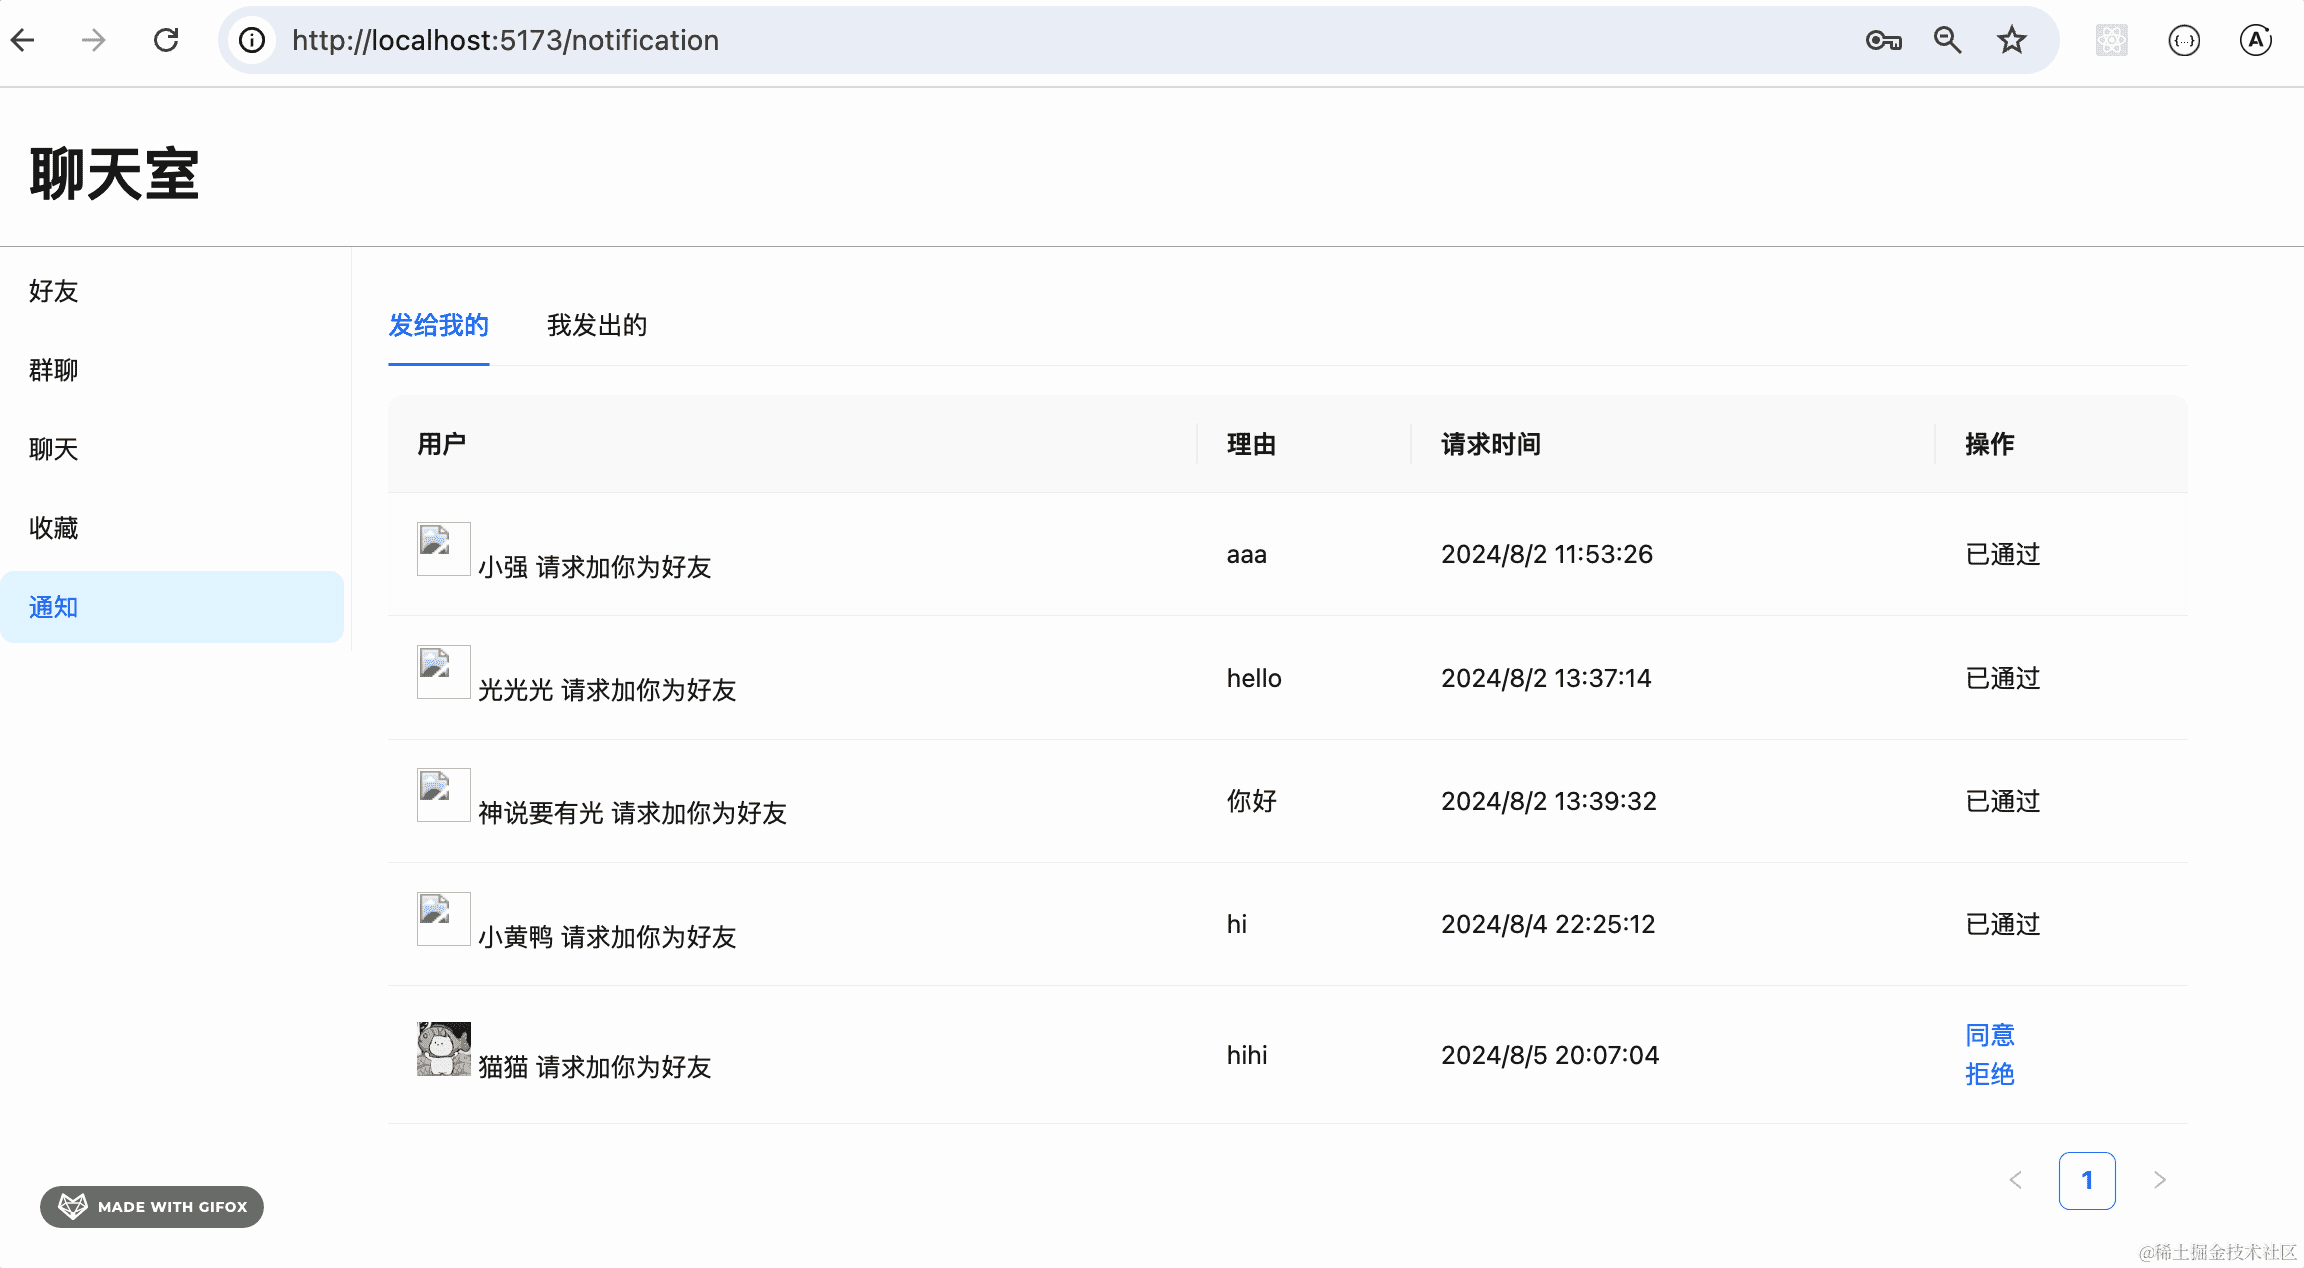 http://localhost:5173/notification
聊天室
好友
群聊
聊天
收藏
通知
发给我的 我发出的
用户 理由 请求时间 操作
小强 请求加你为好友 aaa 2024/8/2 11:53:26 已通过
光光光 请求加你为好友 hello 2024/8/2 13:37:14 已通过
神说要有光 请求加你为好友 你好 2024/8/2 13:39:32 已通过
小黄鸭 请求加你为好友 hi 2024/8/4 22:25:12 已通过
猫猫 请求加你为好友 hihi 2024/8/5 20:07:04 同意
拒绝
1
MADE WITH GIFOX
@稀土掘金技术社区